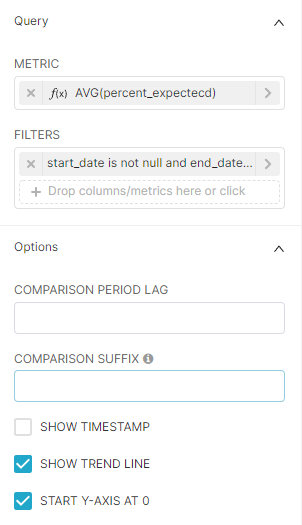 Query
METRIC
f(x) AVG(percent_expectecd)
FILTERS
start_date is not null and end_date...
+ Drop columns/metrics here or click
Options
COMPARISON PERIOD LAG
COMPARISON SUFFIX
SHOW TIMESTAMP
SHOW TREND LINE
START Y-AXIS AT 0